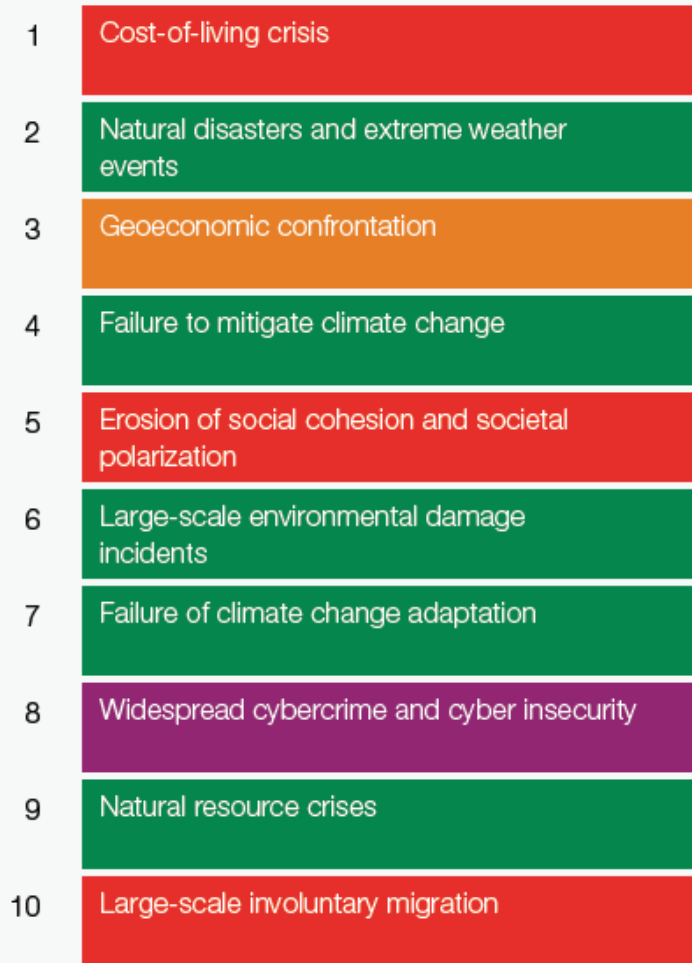 1 Cost-of-living crisis
2 Natural disasters and extreme weather
events
3 Geoeconomic confrontation
4 Failure to mitigate climate change
5 Erosion of social cohesion and societal
polarization
6 Large-scale environmental damage
incidents
7 Failure of climate change adaptation
8 Widespread cybercrime and cyber insecurity
9 Natural resource crises
10 Large-scale involuntary migration